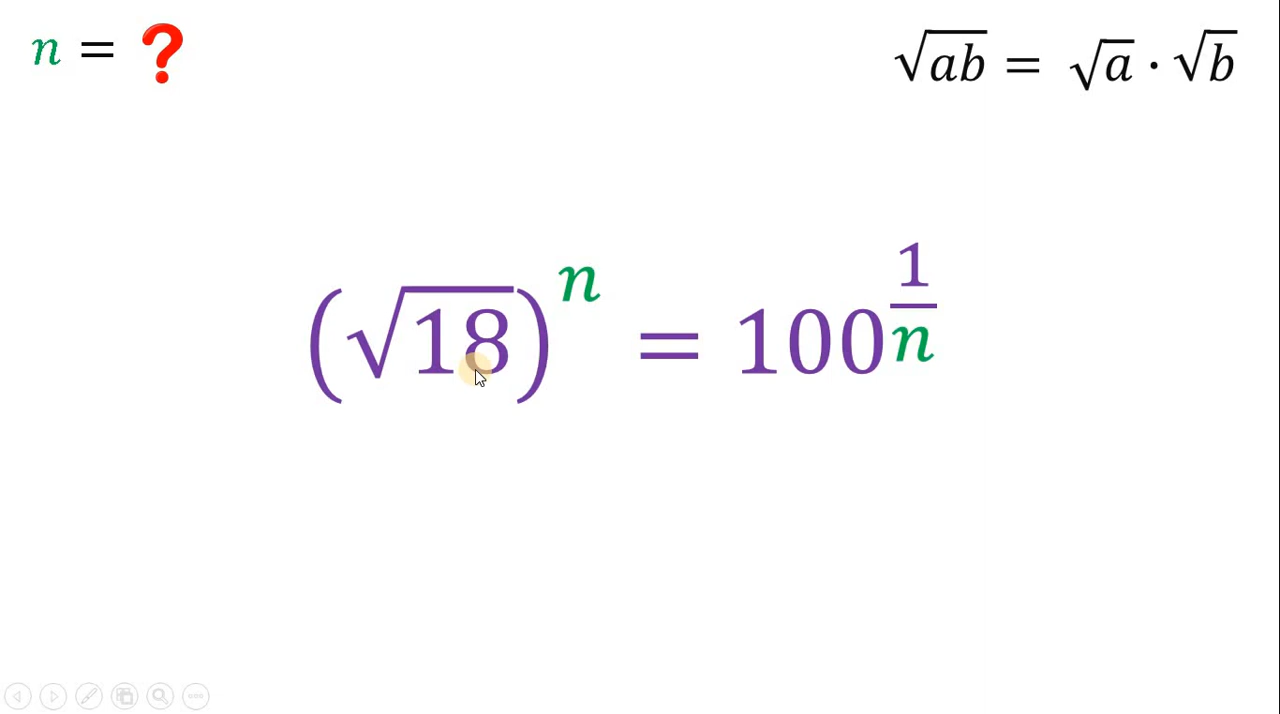 n = ❓
√ab = √a · √b
(√18)ⁿ = 100^(1/n)